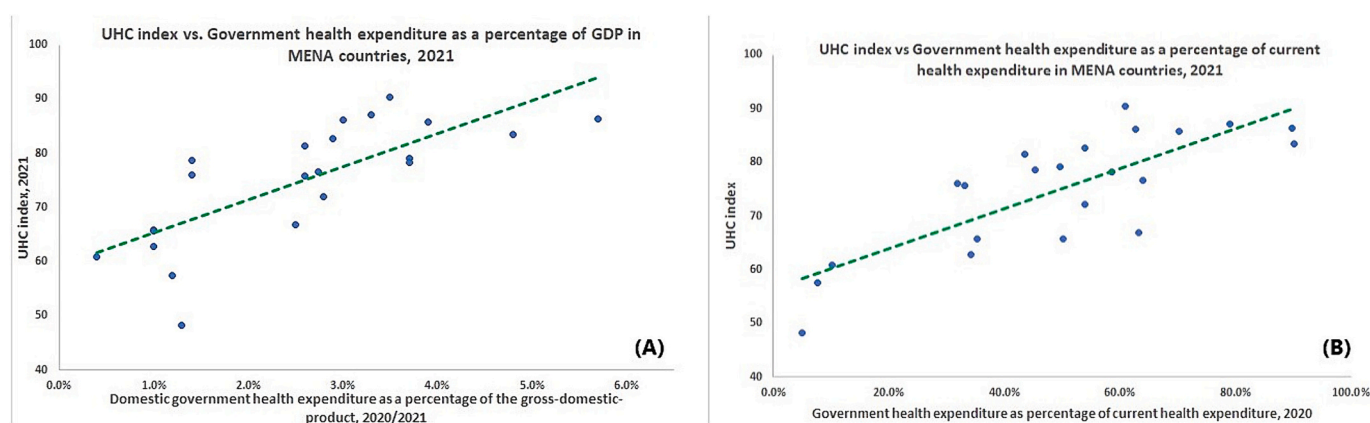 UHC index vs. Government health expenditure as a percentage of GDP in
MENA countries, 2021
100
90
80
70
60
50
40
UHC index, 2021
0.0%
1.0%
2.0%
3.0%
4.0%
5.0%
6.0%
Domestic government health expenditure as a percentage of the gross-domestic-
product, 2020/2021
(A)
UHC index vs Government health expenditure as a percentage of current
health expenditure in MENA countries, 2021
100
90
80
70
60
50
40
UHC index
0.0%
20.0%
40.0%
60.0%
80.0%
100.0%
Government health expenditure as percentage of current health expenditure, 2020
(B)